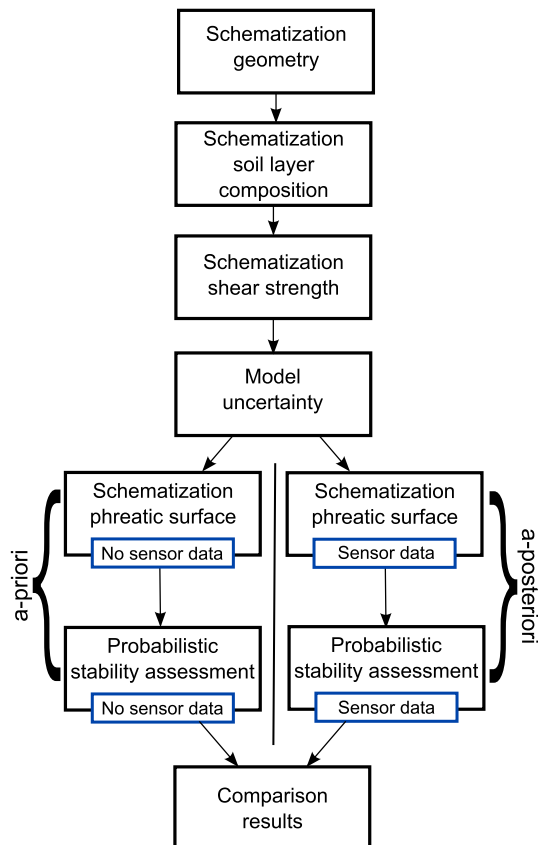 Schematization
geometry
Schematization
soil layer
composition
Schematization
shear strength
Model
uncertainty
a-priori
Schematization
phreatic surface
No sensor data
Probabilistic
stability assessment
No sensor data
Schematization
phreatic surface
Sensor data
Probabilistic
stability assessment
Sensor data
a-posteriori
Comparison
results